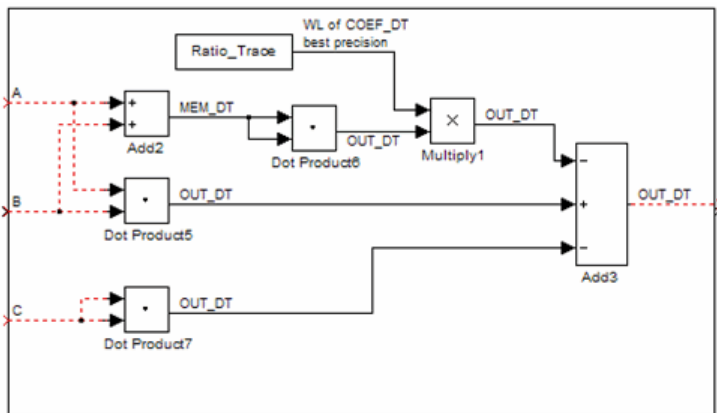 WL of COEF_DT
best precision
Ratio_Trace
A
+
+
MEM_DT
Add2
OUT_DT
Dot Product6
×
OUT_DT
Multiply1
B
OUT_DT
Dot Product5
−
+
−
OUT_DT
Add3
C
OUT_DT
Dot Product7